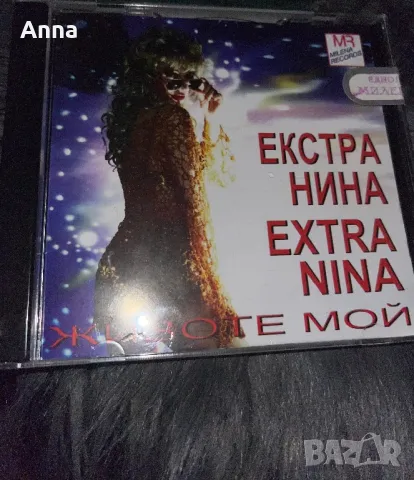 Anna
MR
MILENA
RECORDS
ЕКСТРА
НИНА
EXTRA
NINA
ЖИВОТЕ МОЙ
bazar